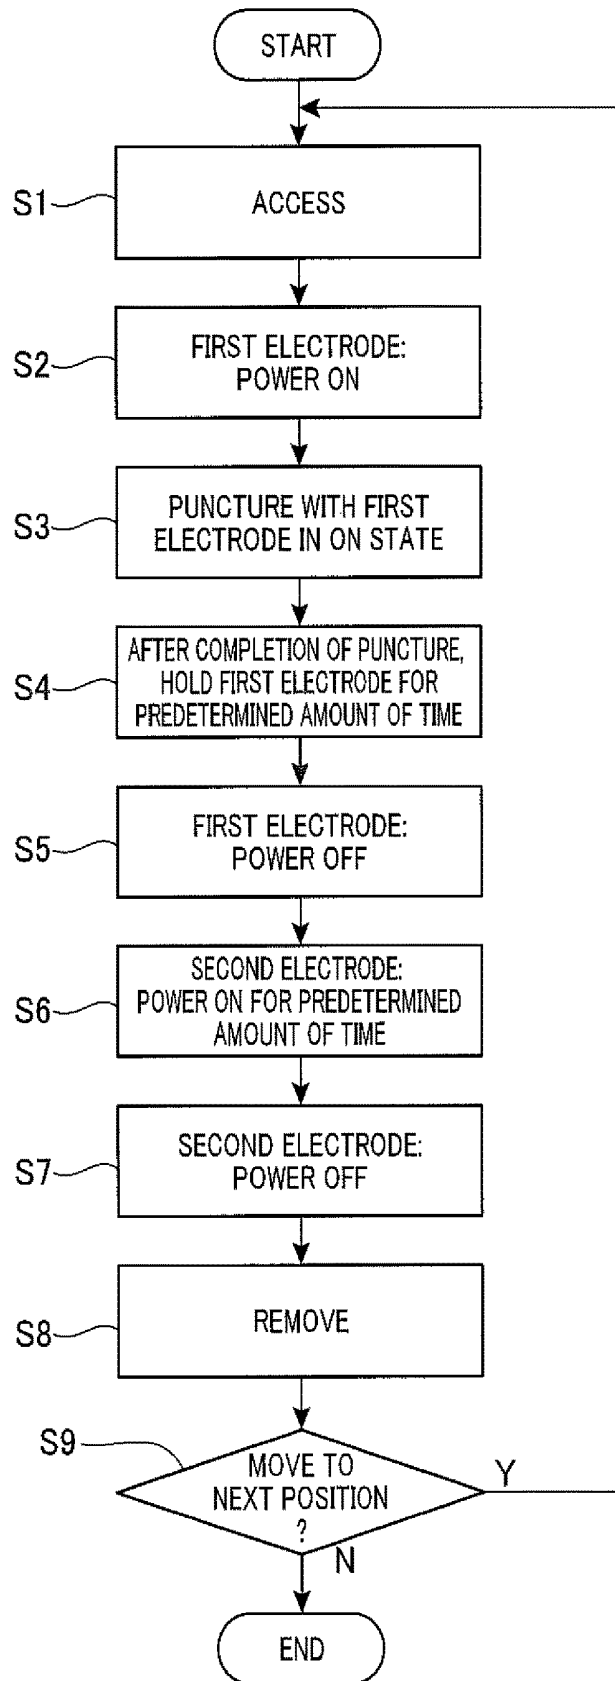 START
S1
ACCESS
S2
FIRST ELECTRODE:
POWER ON
S3
PUNCTURE WITH FIRST
ELECTRODE IN ON STATE
S4
AFTER COMPLETION OF PUNCTURE,
HOLD FIRST ELECTRODE FOR
PREDETERMINED AMOUNT OF TIME
S5
FIRST ELECTRODE:
POWER OFF
S6
SECOND ELECTRODE:
POWER ON FOR PREDETERMINED
AMOUNT OF TIME
S7
SECOND ELECTRODE:
POWER OFF
S8
REMOVE
S9
MOVE TO
NEXT POSITION
?
Y
N
END